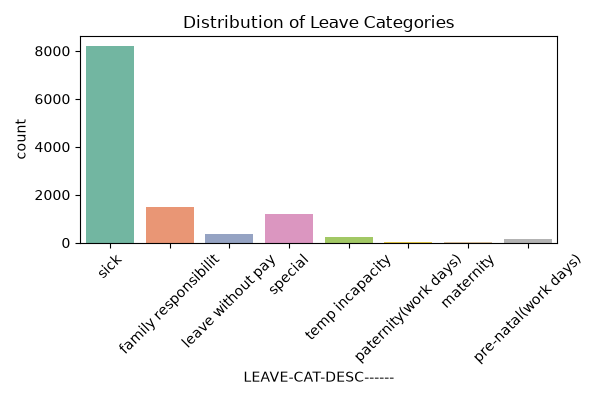 Distribution of Leave Categories
8000
6000
4000
2000
0
count
sick
family responsibilit
leave without pay
special
temp incapacity
paternity(work days)
maternity
pre-natal(work days)
LEAVE-CAT-DESC------